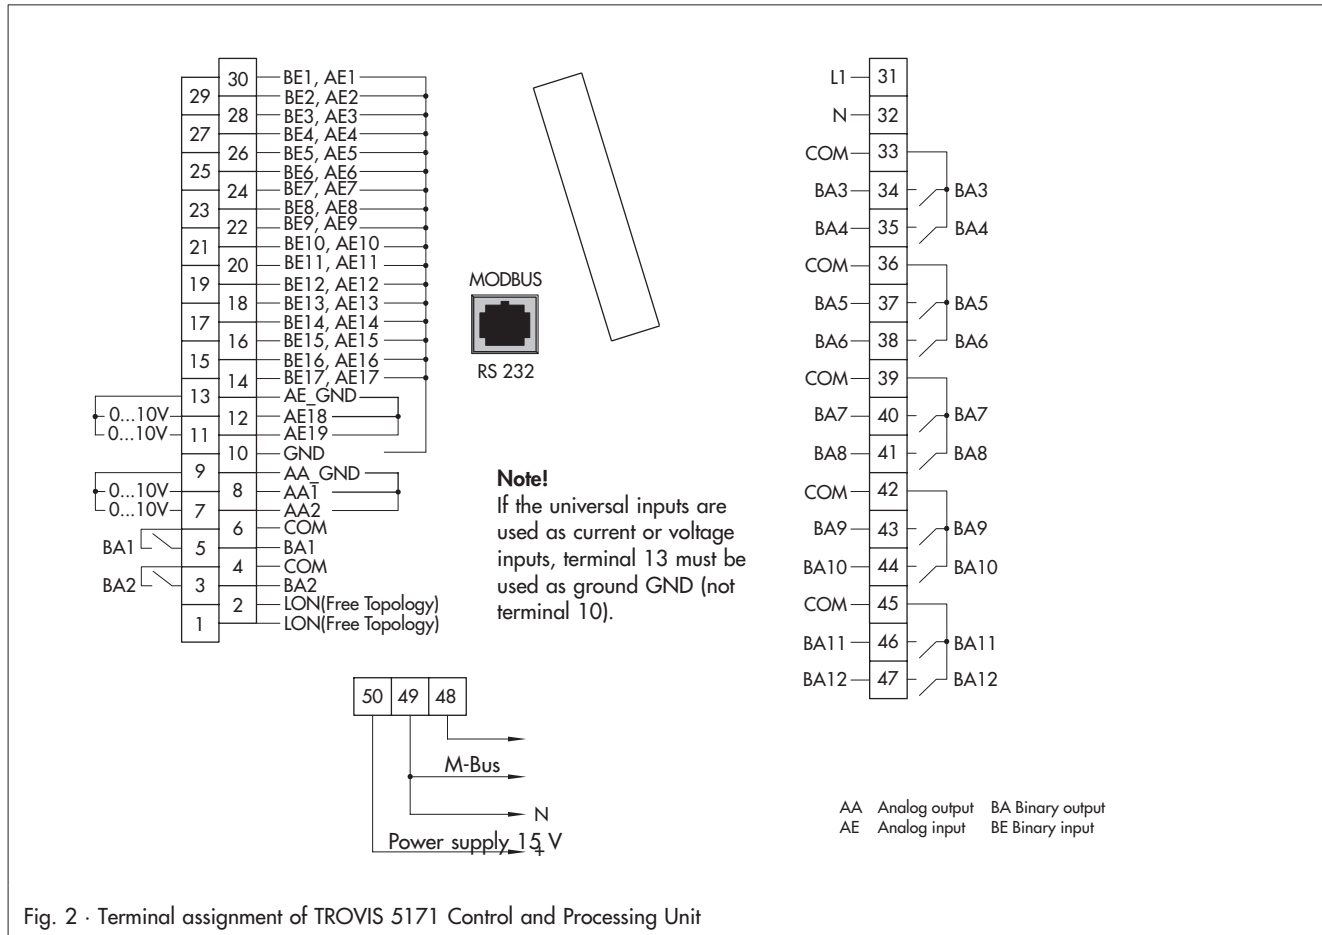 30 BE1, AE1
29 BE2, AE2
28 BE3, AE3
27 BE4, AE4
26 BE5, AE5
25 BE6, AE6
24 BE7, AE7
23 BE8, AE8
22 BE9, AE9
21 BE10, AE10
20 BE11, AE11
19 BE12, AE12
18 BE13, AE13
17 BE14, AE14
16 BE15, AE15
15 BE16, AE16
14 BE17, AE17
13 AE_GND
0...10V 12 AE18
0...10V 11 AE19
10 GND
9 AA_GND
0...10V 8 AA1
0...10V 7 AA2
6 COM
BA1 5 BA1
4 COM
BA2 3 BA2
2 LON(Free Topology)
1 LON(Free Topology)
MODBUS
RS 232
Note!
If the universal inputs are
used as current or voltage
inputs, terminal 13 must be
used as ground GND (not
terminal 10).
L1 31
N 32
COM 33
BA3 34 BA3
BA4 35 BA4
COM 36
BA5 37 BA5
BA6 38 BA6
COM 39
BA7 40 BA7
BA8 41 BA8
COM 42
BA9 43 BA9
BA10 44 BA10
COM 45
BA11 46 BA11
BA12 47 BA12
50 49 48
M-Bus
N
Power supply 15 V
+
AA Analog output BA Binary output
AE Analog input BE Binary input
Fig. 2 · Terminal assignment of TROVIS 5171 Control and Processing Unit